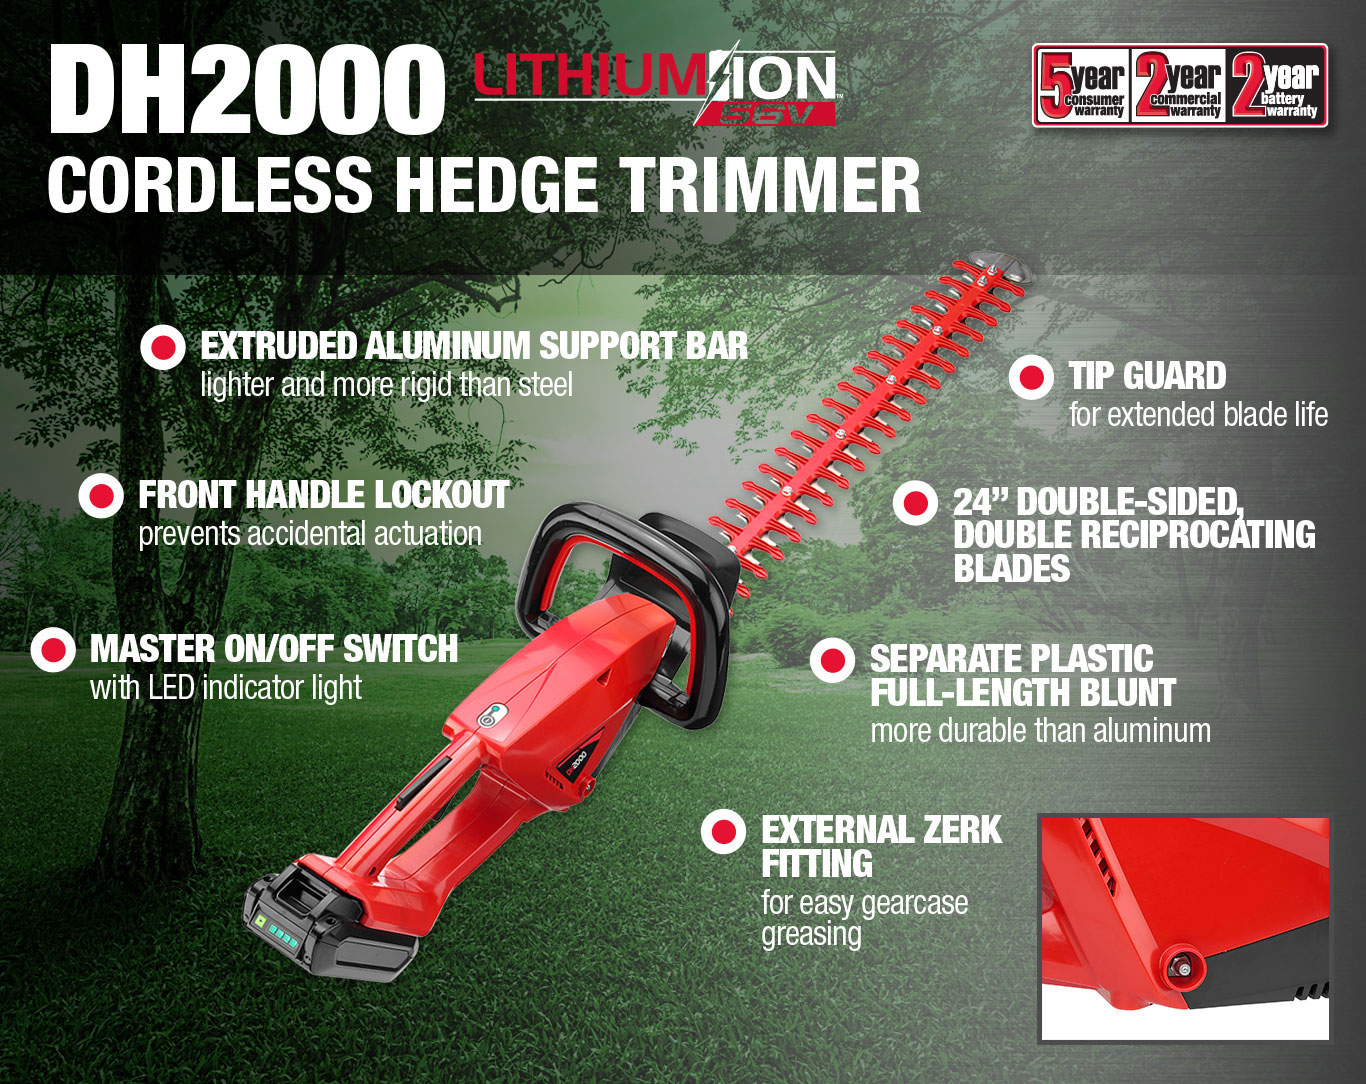 DH2000
LITHIUM ION
56V
™
CORDLESS HEDGE TRIMMER
5 year
consumer
warranty
2 year
commercial
warranty
2 year
battery
warranty
EXTRUDED ALUMINUM SUPPORT BAR
lighter and more rigid than steel
FRONT HANDLE LOCKOUT
prevents accidental actuation
MASTER ON/OFF SWITCH
with LED indicator light
TIP GUARD
for extended blade life
24” DOUBLE-SIDED,
DOUBLE RECIPROCATING
BLADES
SEPARATE PLASTIC
FULL-LENGTH BLUNT
more durable than aluminum
EXTERNAL ZERK
FITTING
for easy gearcase
greasing
DH2000